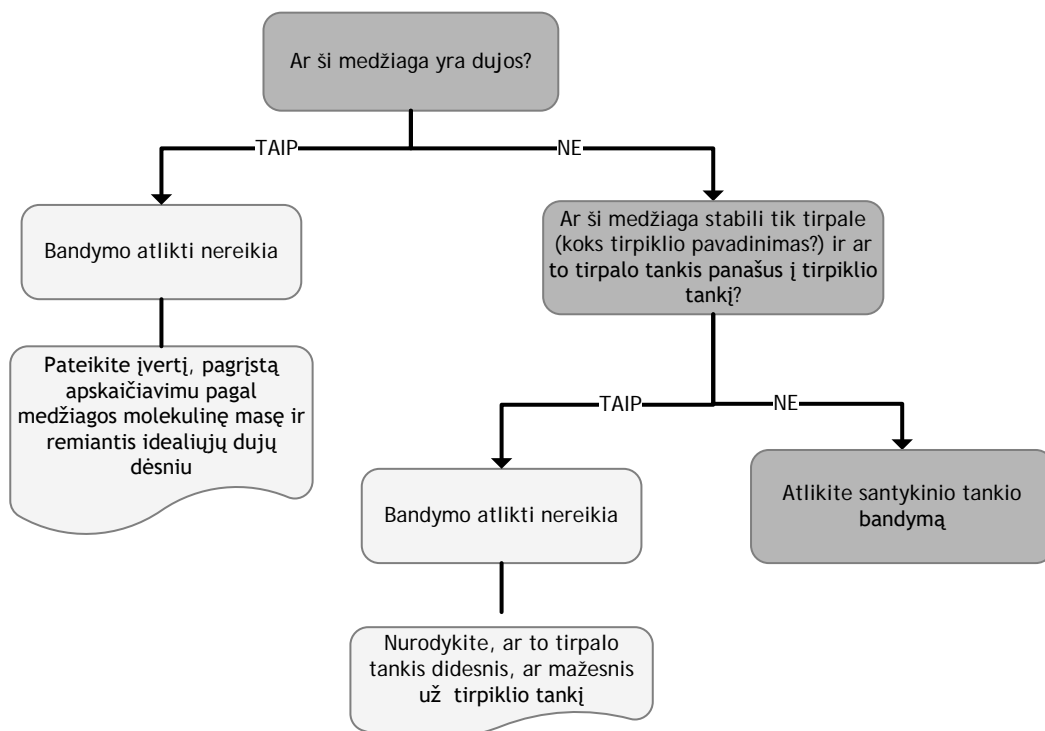 Ar ši medžiaga yra dujos?
TAIP
NE
Bandymo atlikti nereikia
Ar ši medžiaga stabili tik tirpale
(koks tirpiklio pavadinimas?) ir ar
to tirpalo tankis panašus į tirpiklio
tankį?
Pateikite įvertį, pagrįstą
apskaičiavimu pagal
medžiagos molekulinę masę ir
remiantis idealiųjų dujų
dėsniu
TAIP
NE
Bandymo atlikti nereikia
Atlikite santykinio tankio
bandymą
Nurodykite, ar to tirpalo
tankis didesnis, ar mažesnis
už tirpiklio tankį